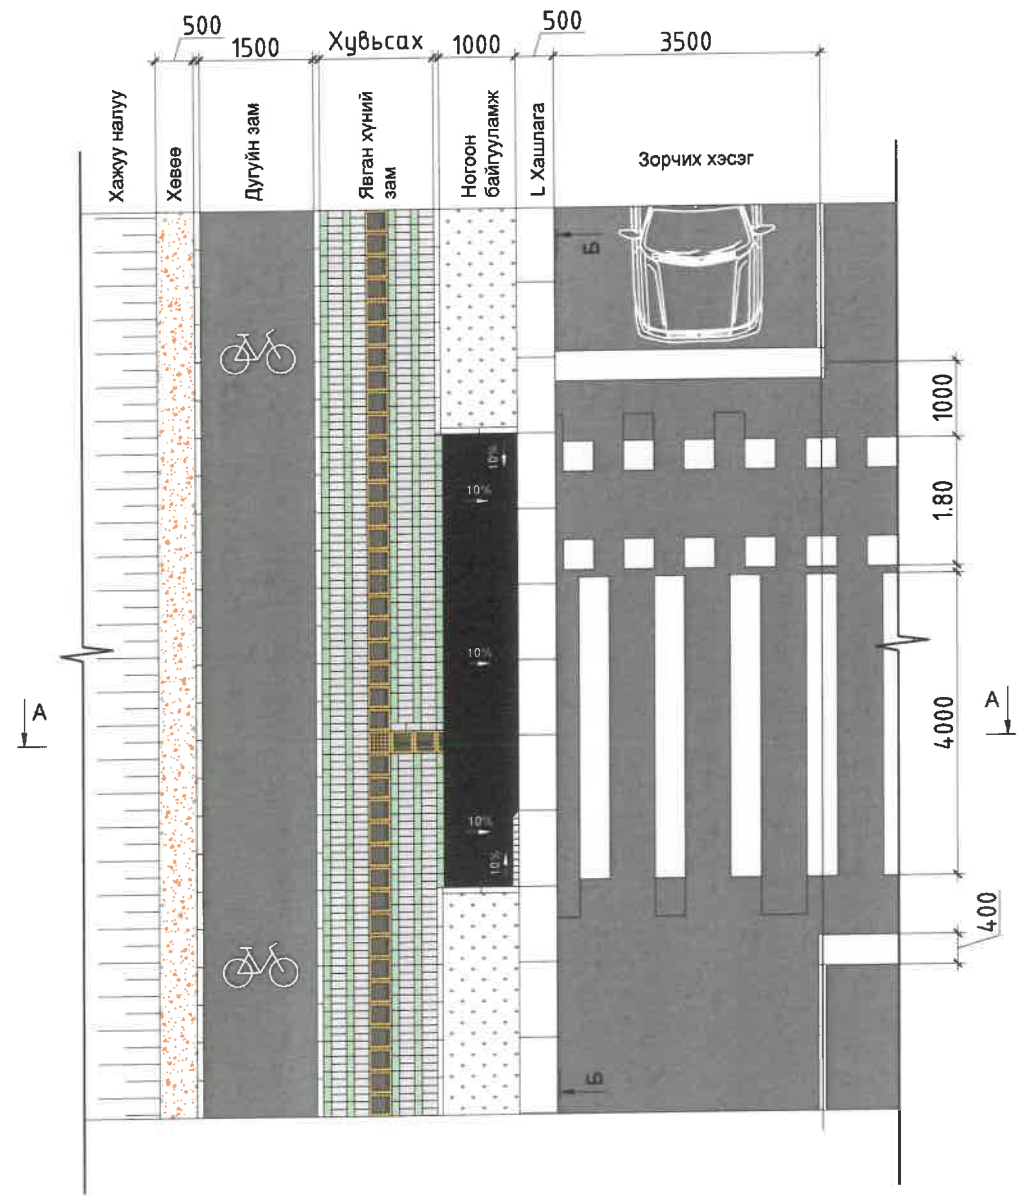 500
1500
Хувьсах
1000
500
3500
Хажуу налуу
Хөвөө
Дугуйн зам
Явган хүний
зам
Ногоон
байгууламж
L Хашлага
Зорчих хэсэг
Б
1000
10%
10%
1.80
10%
А
А
4000
10%
10%
400
Б